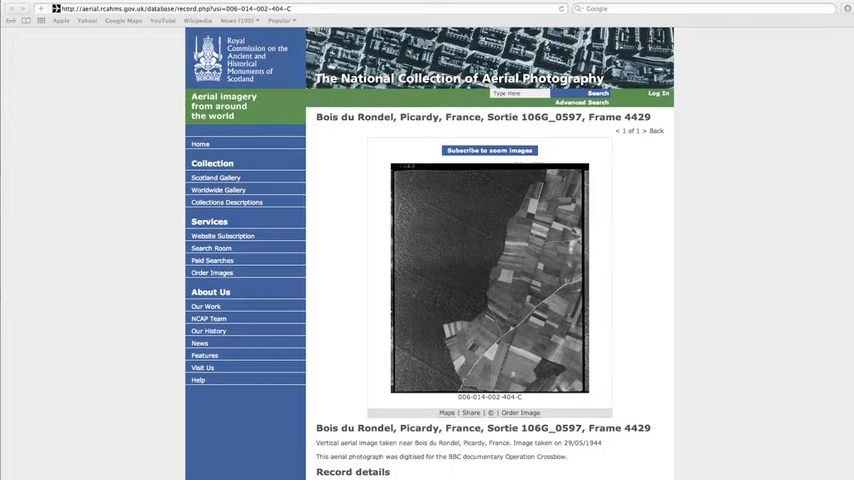 http://aerial.rcahms.gov.uk/database/record.php?usi=006-014-002-404-C
Google
Apple Yahoo! Google Maps YouTube Wikipedia News (100) Popular
Royal
Commission on the
Ancient and
Historical
Monuments of
Scotland
The National Collection of Aerial Photography
Aerial imagery
from around
the world
Type Here
Search
Log In
Advanced Search
Bois du Rondel, Picardy, France, Sortie 106G_0597, Frame 4429
< 1 of 1 > Back
Subscribe to zoom images
Home
Collection
Scotland Gallery
Worldwide Gallery
Collections Descriptions
Services
Website Subscription
Search Room
Paid Searches
Order Images
About Us
Our Work
NCAP Team
Our History
News
Features
Visit Us
Help
006-014-002-404-C
Maps | Share | © | Order Image
Bois du Rondel, Picardy, France, Sortie 106G_0597, Frame 4429
Vertical aerial image taken near Bois du Rondel, Picardy, France. Image taken on 29/05/1944
This aerial photograph was digitised for the BBC documentary Operation Crossbow.
Record details